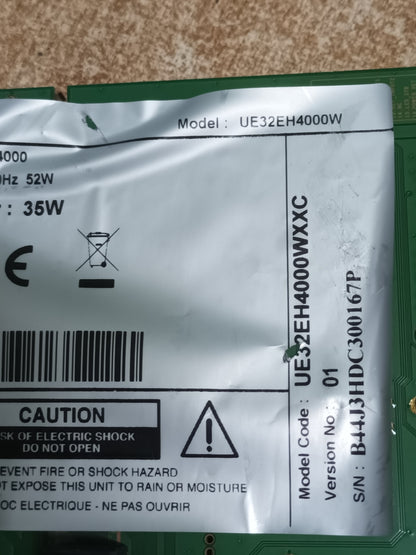 Model : UE32EH4000W
4000
Hz 52W
: 35W
CE
CAUTION
SK OF ELECTRIC SHOCK
DO NOT OPEN
EVENT FIRE OR SHOCK HAZARD
OT EXPOSE THIS UNIT TO RAIN OR MOISTURE
OC ELECTRIQUE - NE PAS OUVRIR
Model Code : UE32EH4000WXXC
Version No : 01
S/N : B44J3HDC300167P